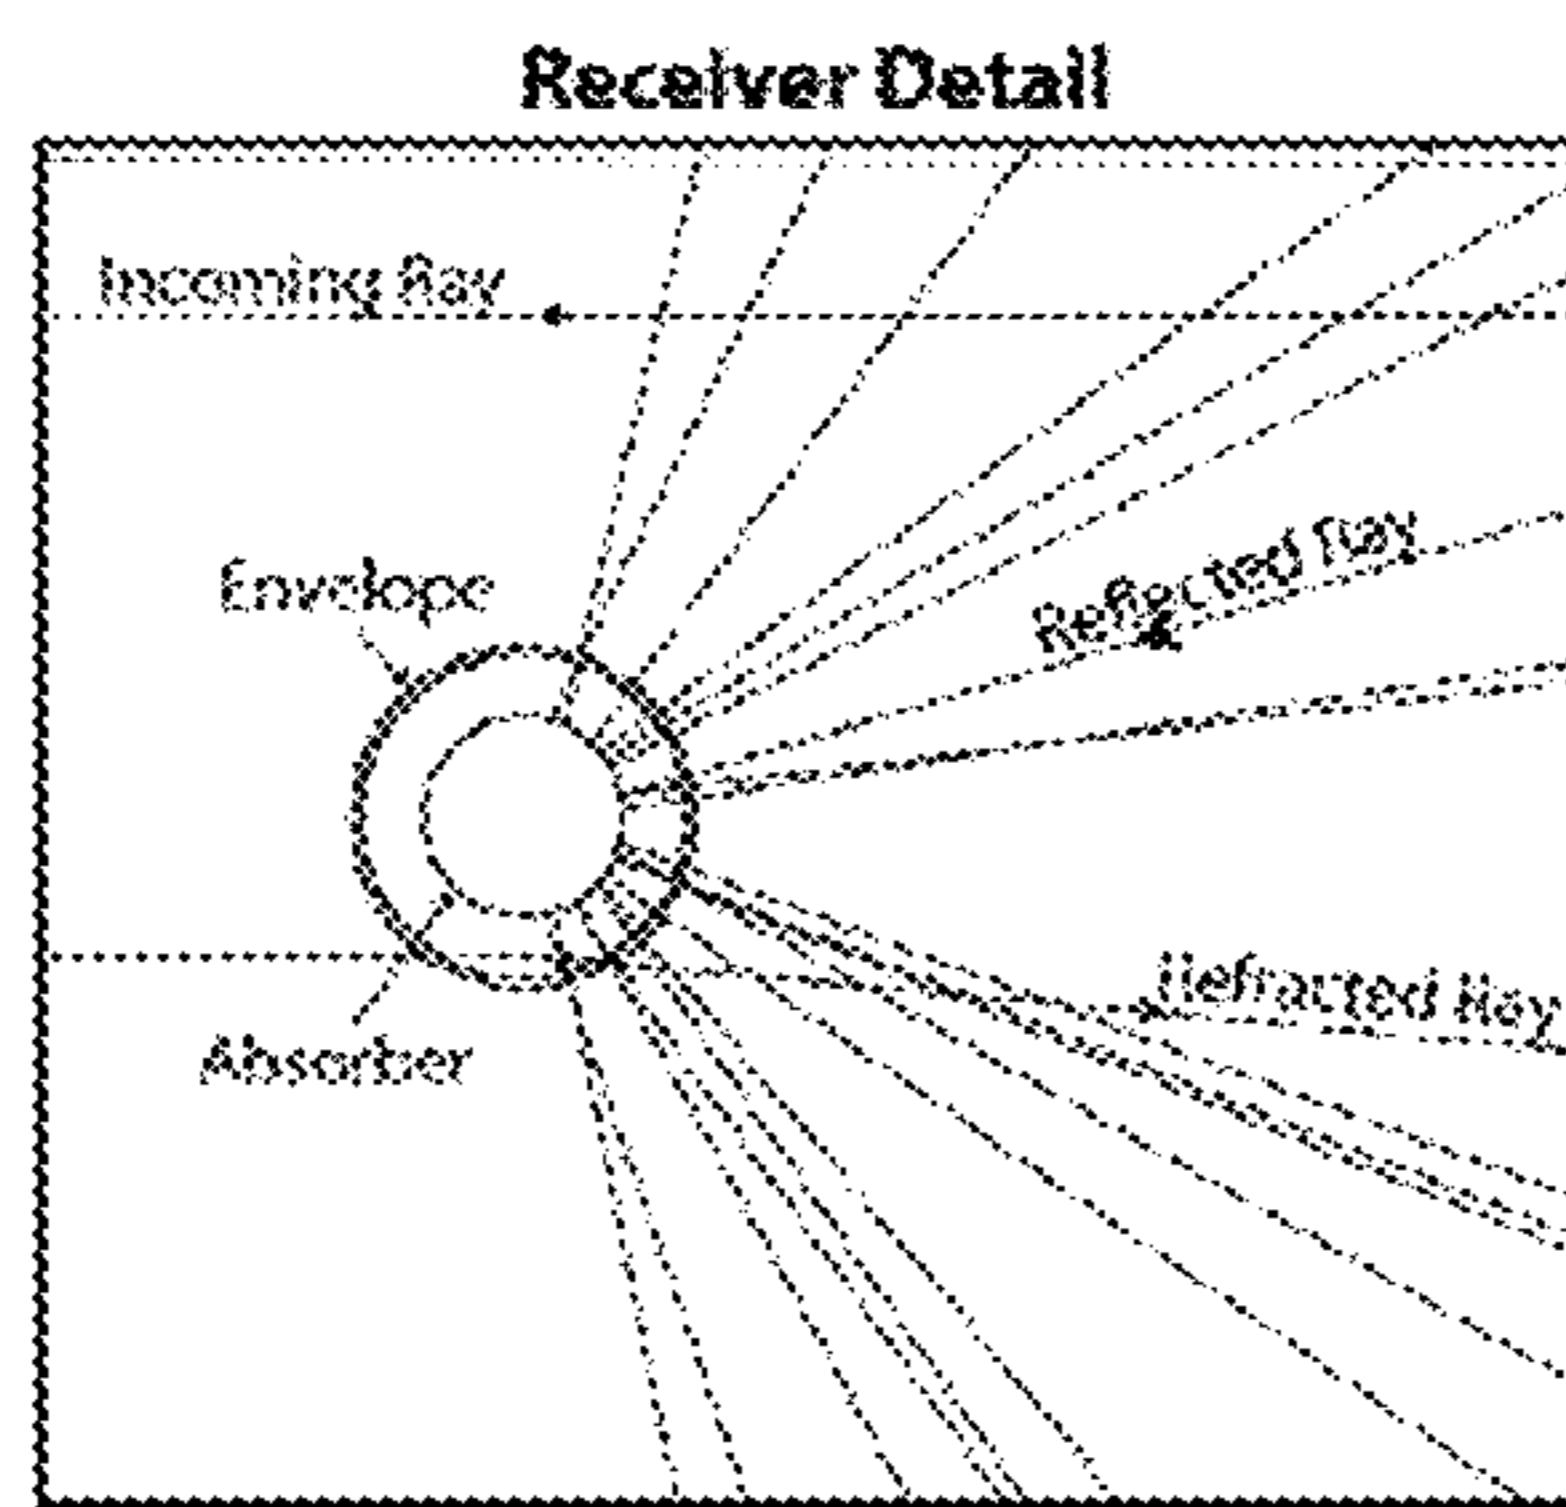 Receiver Detail
Incoming Ray
Envelope
Reflected Ray
Refracted Ray
Absorber